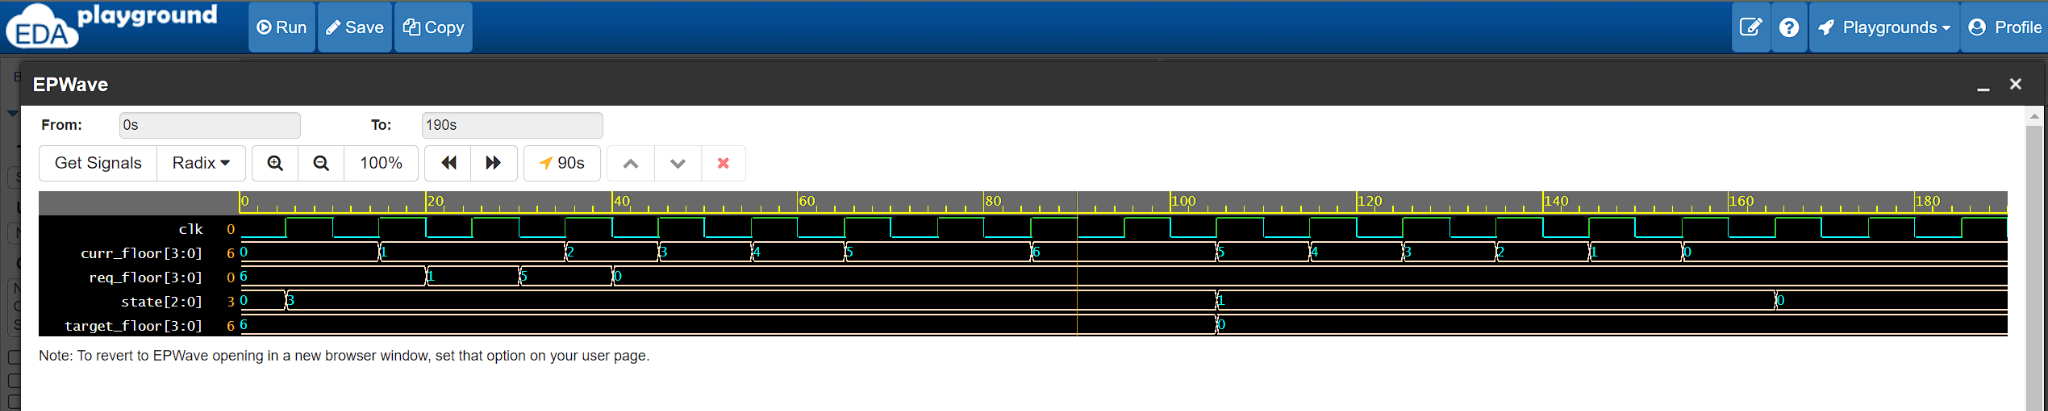 EDA playground Run Save Copy Playgrounds Profile
EPWave
From: 0s To: 190s
Get Signals Radix 100% 90s
0 20 40 60 80 100 120 140 160 180
clk 0
curr_floor[3:0] 6 0 1 2 3 4 5 6 5 4 3 2 1 0
req_floor[3:0] 0 6 1 5 0
state[2:0] 3 0 3 1 0
target_floor[3:0] 6 6 0
Note: To revert to EPWave opening in a new browser window, set that option on your user page.